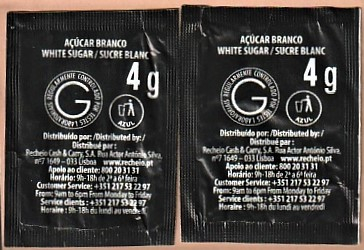 AÇÚCAR BRANCO
WHITE SUGAR / SUCRE BLANC
4 g
G
AZUL
Distribuído por: /Distributed by: /
Distribué par :
Recheio Cash & Carry, S.A. Rua Actor António Silva,
nº7 1649 – 033 Lisboa www.recheio.pt
Apoio ao cliente: 800 20 31 31
Horário: 9h-18h de 2ª a 6ª feira
Customer Service: +351 217 53 22 97
From: 9am to 6pm From Monday to Friday
Service clients : +351 217 53 22 97
Horaire : 9h-18h du lundi au vendredi
AÇÚCAR BRANCO
WHITE SUGAR / SUCRE BLANC
4 g
G
AZUL
Distribuído por: /Distributed by: /
Distribué par :
Recheio Cash & Carry, S.A. Rua Actor António Silva,
nº7 1649 – 033 Lisboa www.recheio.pt
Apoio ao cliente: 800 20 31 31
Horário: 9h-18h de 2ª a 6ª feira
Customer Service: +351 217 53 22 97
From: 9am to 6pm From Monday to Friday
Service clients : +351 217 53 22 97
Horaire : 9h-18h du lundi au vendredi